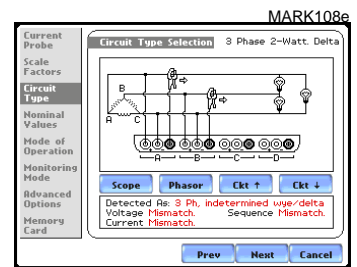 MARK108e
Current Probe
Scale Factors
Circuit Type
Nominal Values
Mode of Operation
Monitoring Mode
Advanced Options
Memory Card
Circuit Type Selection 3 Phase 2-Watt. Delta
B
A C
A B C D
Scope Phasor Ckt ↑ Ckt ↓
Detected As: 3 Ph, indetermined wye/delta
Voltage Mismatch. Sequence Mismatch.
Current Mismatch.
Prev Next Cancel